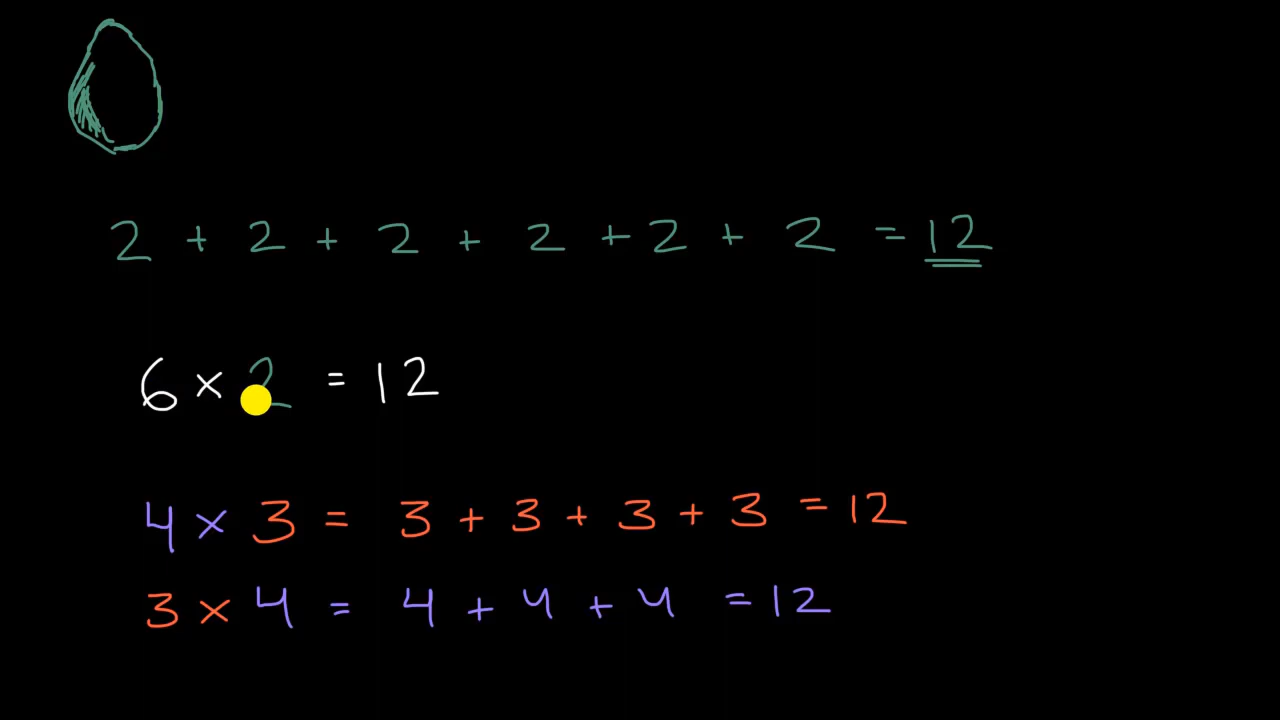 2 + 2 + 2 + 2 + 2 + 2 = 12
6 × 2 = 12
4 × 3 = 3 + 3 + 3 + 3 = 12
3 × 4 = 4 + 4 + 4 = 12